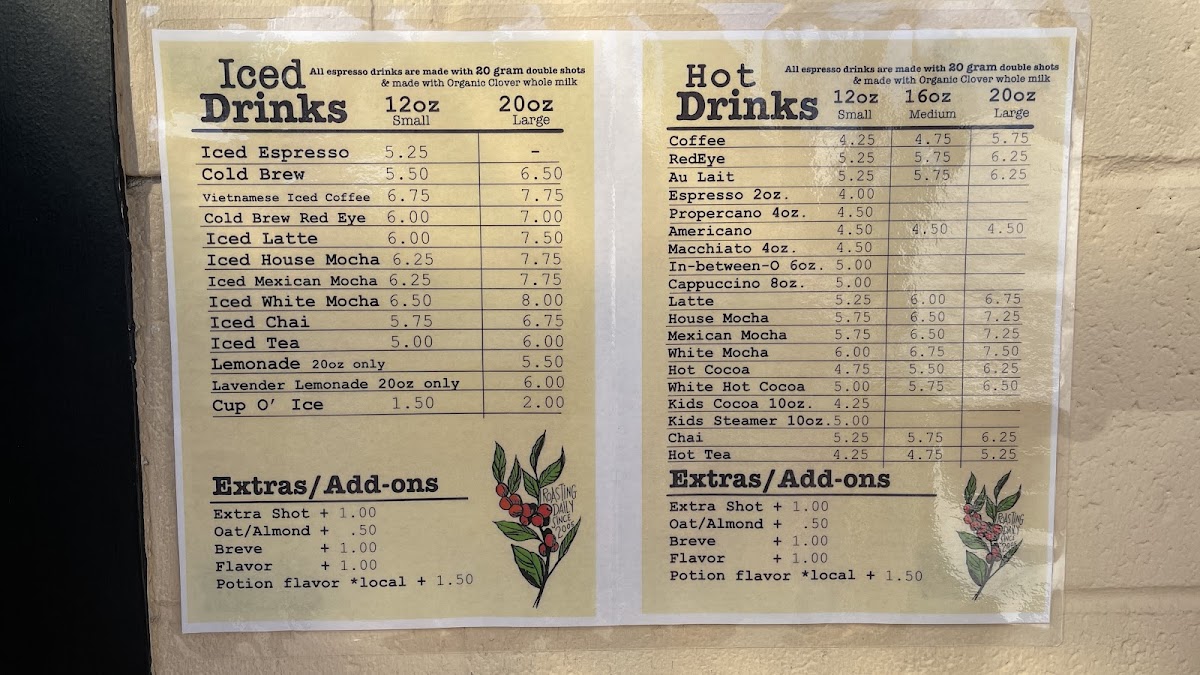 Iced
Drinks
All espresso drinks are made with 20 gram double shots
& made with Organic Clover whole milk
12oz 20oz
Small Large
Iced Espresso 5.25 -
Cold Brew 5.50 6.50
Vietnamese Iced Coffee 6.75 7.75
Cold Brew Red Eye 6.00 7.00
Iced Latte 6.00 7.50
Iced House Mocha 6.25 7.75
Iced Mexican Mocha 6.25 7.75
Iced White Mocha 6.50 8.00
Iced Chai 5.75 6.75
Iced Tea 5.00 6.00
Lemonade 20oz only 5.50
Lavender Lemonade 20oz only 6.00
Cup O' Ice 1.50 2.00
Extras/Add-ons
Extra Shot + 1.00
Oat/Almond + .50
Breve + 1.00
Flavor + 1.00
Potion flavor *local + 1.50
ROASTING
DAILY
SINCE
Hot
Drinks
All espresso drinks are made with 20 gram double shots
& made with Organic Clover whole milk
12oz 16oz 20oz
Small Medium Large
Coffee 4.25 4.75 5.75
RedEye 5.25 5.75 6.25
Au Lait 5.25 5.75 6.25
Espresso 2oz. 4.00
Propercano 4oz. 4.50
Americano 4.50 4.50 4.50
Macchiato 4oz. 4.50
In-between-O 6oz. 5.00
Cappuccino 8oz. 5.00
Latte 5.25 6.00 6.75
House Mocha 5.75 6.50 7.25
Mexican Mocha 5.75 6.50 7.25
White Mocha 6.00 6.75 7.50
Hot Cocoa 4.75 5.50 6.25
White Hot Cocoa 5.00 5.75 6.50
Kids Cocoa 10oz. 4.25
Kids Steamer 10oz. 5.00
Chai 5.25 5.75 6.25
Hot Tea 4.25 4.75 5.25
Extras/Add-ons
Extra Shot + 1.00
Oat/Almond + .50
Breve + 1.00
Flavor + 1.00
Potion flavor *local + 1.50
ROASTING
DAILY
SINCE